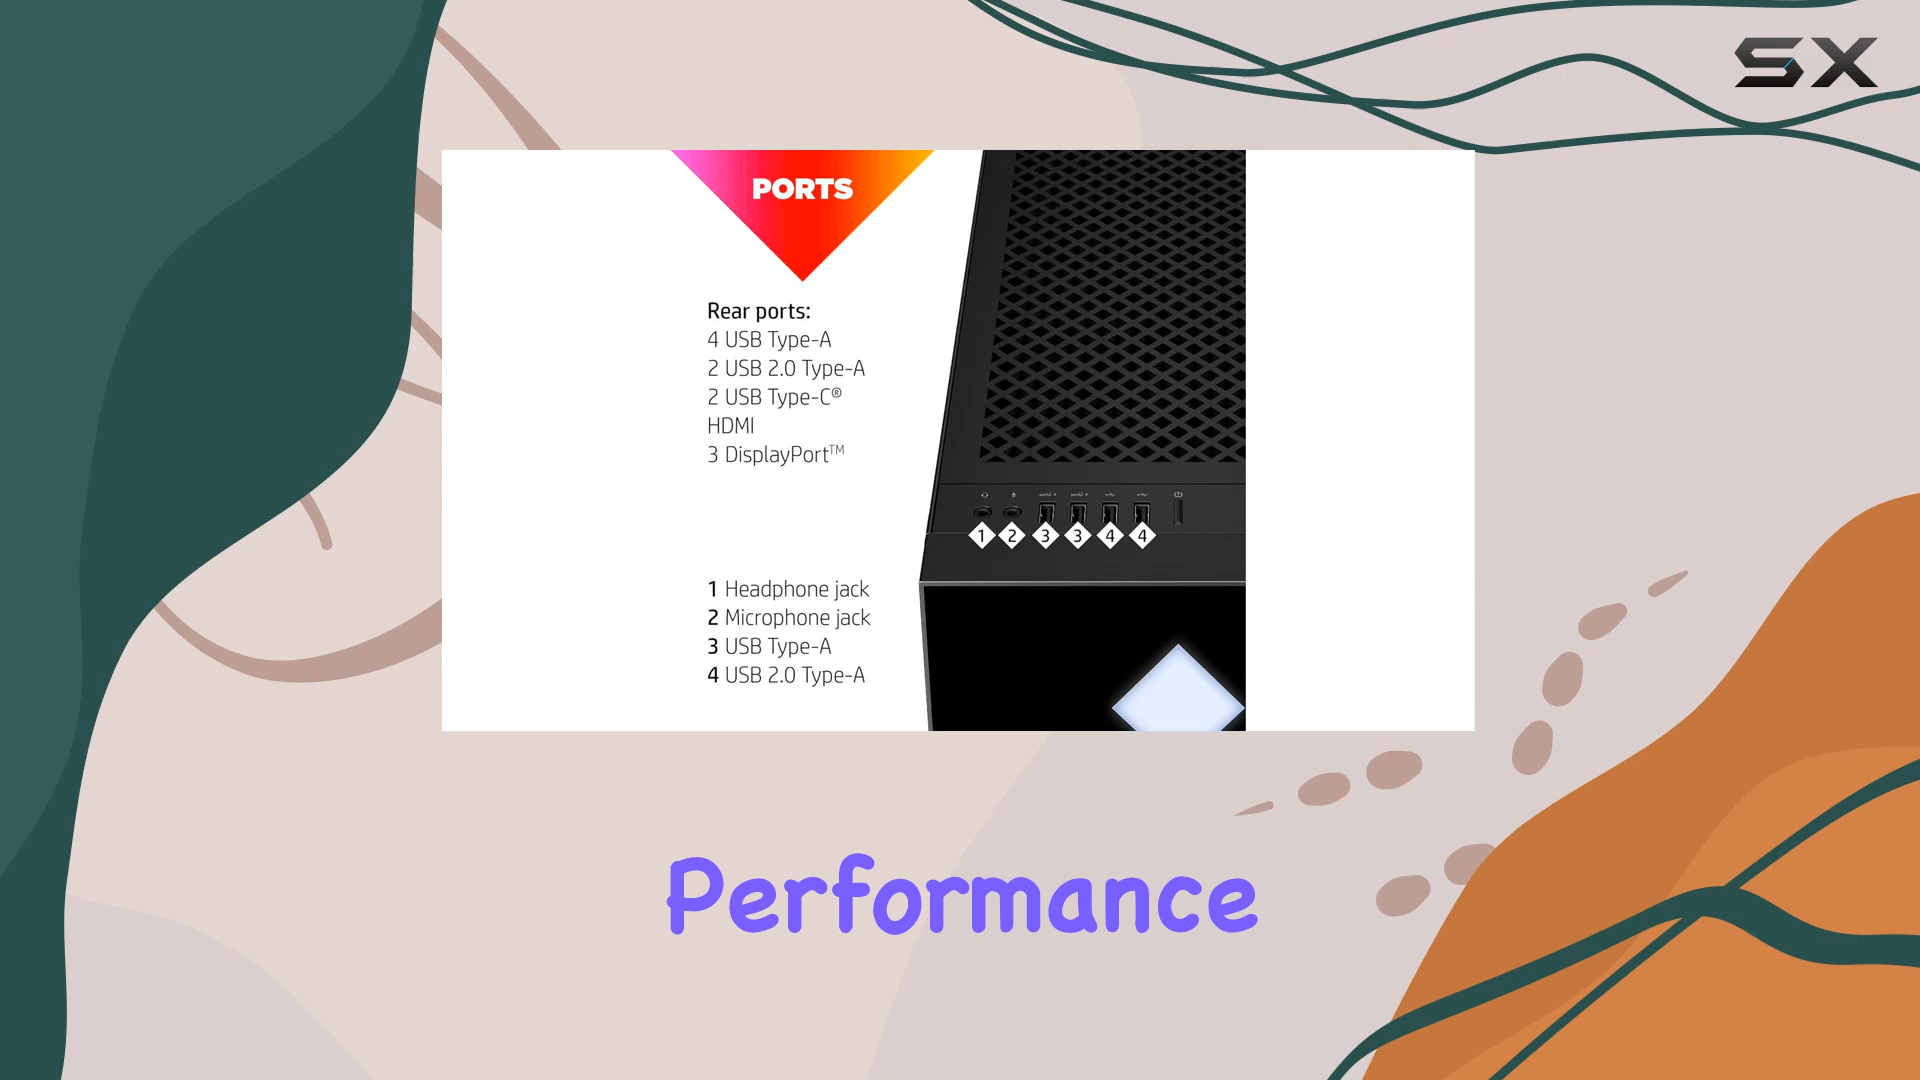 SX
PORTS
Rear ports:
4 USB Type-A
2 USB 2.0 Type-A
2 USB Type-C®
HDMI
3 DisplayPort™
1 2 3 3 4 4
1 Headphone jack
2 Microphone jack
3 USB Type-A
4 USB 2.0 Type-A
Performance